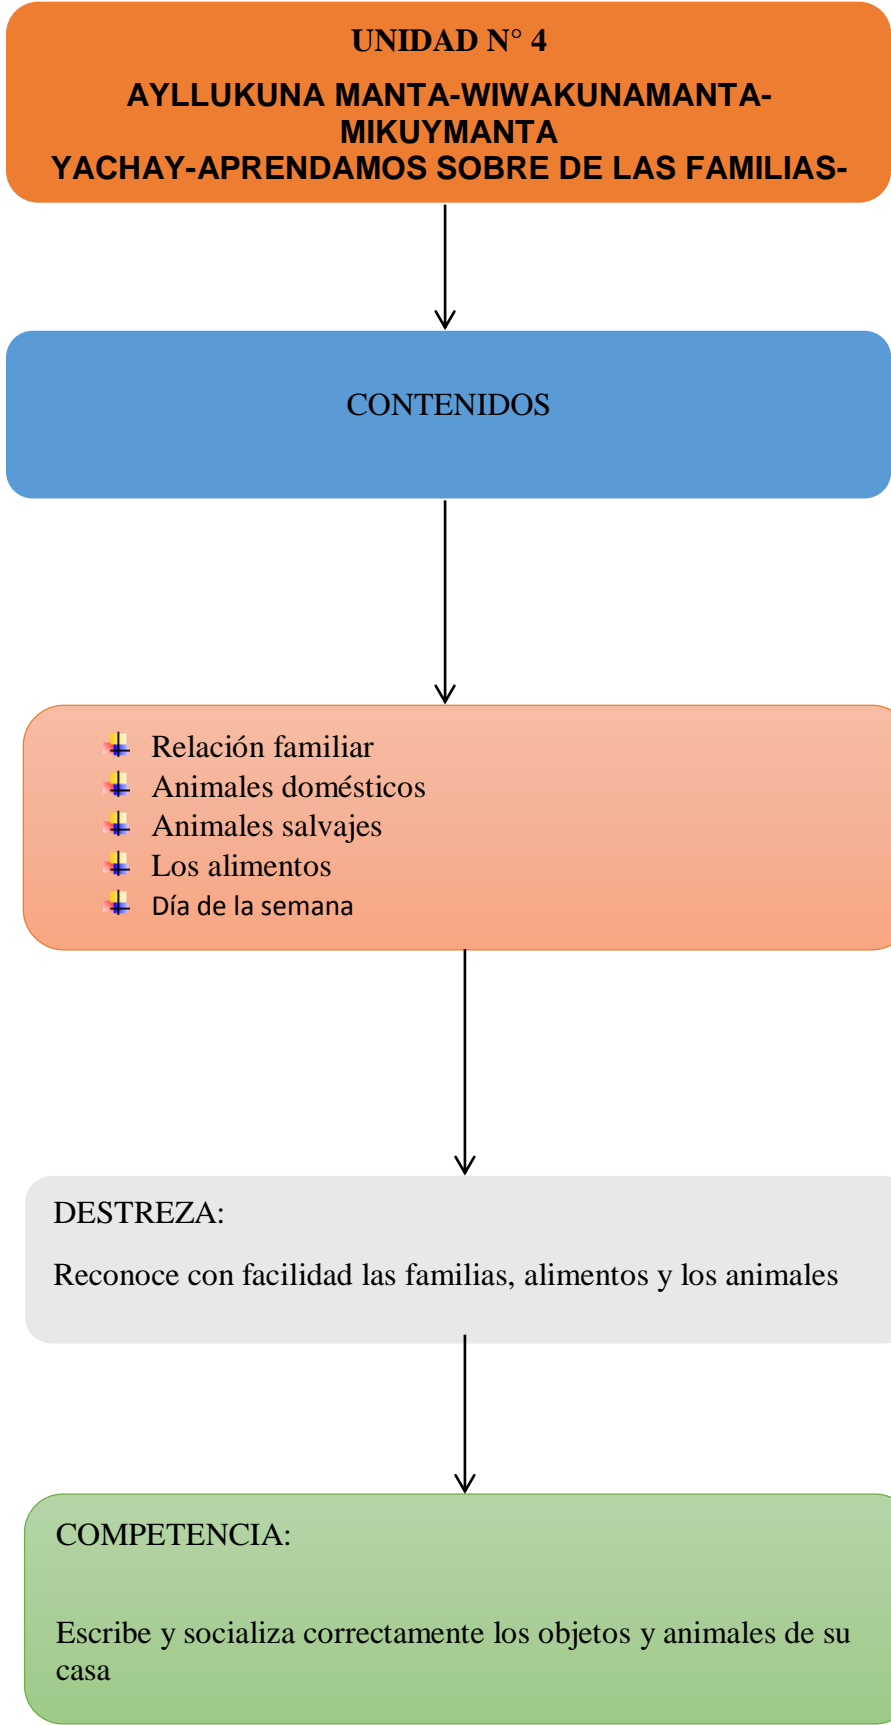 UNIDAD N° 4
AYLLUKUNA MANTA-WIWAKUNAMANTA-
MIKUYMANTA
YACHAY-APRENDAMOS SOBRE DE LAS FAMILIAS-
CONTENIDOS
Relación familiar
Animales domésticos
Animales salvajes
Los alimentos
Día de la semana
DESTREZA:
Reconoce con facilidad las familias, alimentos y los animales
COMPETENCIA:
Escribe y socializa correctamente los objetos y animales de su
casa